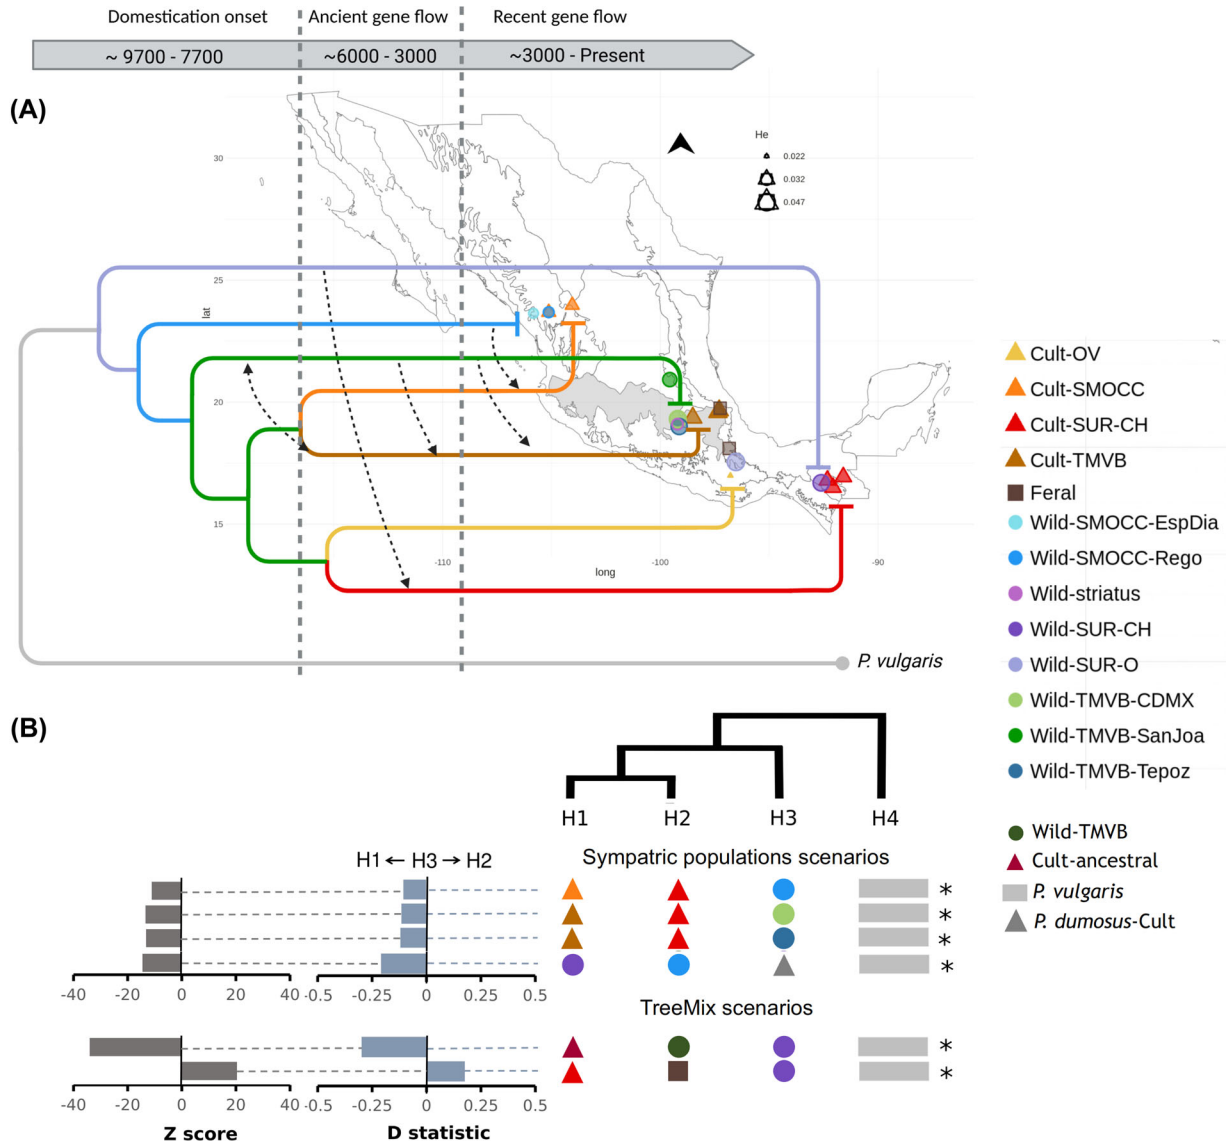 Domestication onset
Ancient gene flow
Recent gene flow
~ 9700 - 7700
~6000 - 3000
~3000 - Present
(A)
He
0.022
0.032
0.047
30
25
lat
20
15
-110
-100
-90
long
P. vulgaris
Cult-OV
Cult-SMOCC
Cult-SUR-CH
Cult-TMVB
Feral
Wild-SMOCC-EspDia
Wild-SMOCC-Rego
Wild-striatus
Wild-SUR-CH
Wild-SUR-O
Wild-TMVB-CDMX
Wild-TMVB-SanJoa
Wild-TMVB-Tepoz
Wild-TMVB
Cult-ancestral
P. vulgaris
P. dumosus-Cult
(B)
H1 H2 H3 H4
H1 ← H3 → H2
Sympatric populations scenarios
*
*
*
*
-40 -20 0 20 40
-0.5 -0.25 0 0.25 0.5
TreeMix scenarios
*
*
-40 -20 0 20 40
-0.5 -0.25 0 0.25 0.5
Z score
D statistic